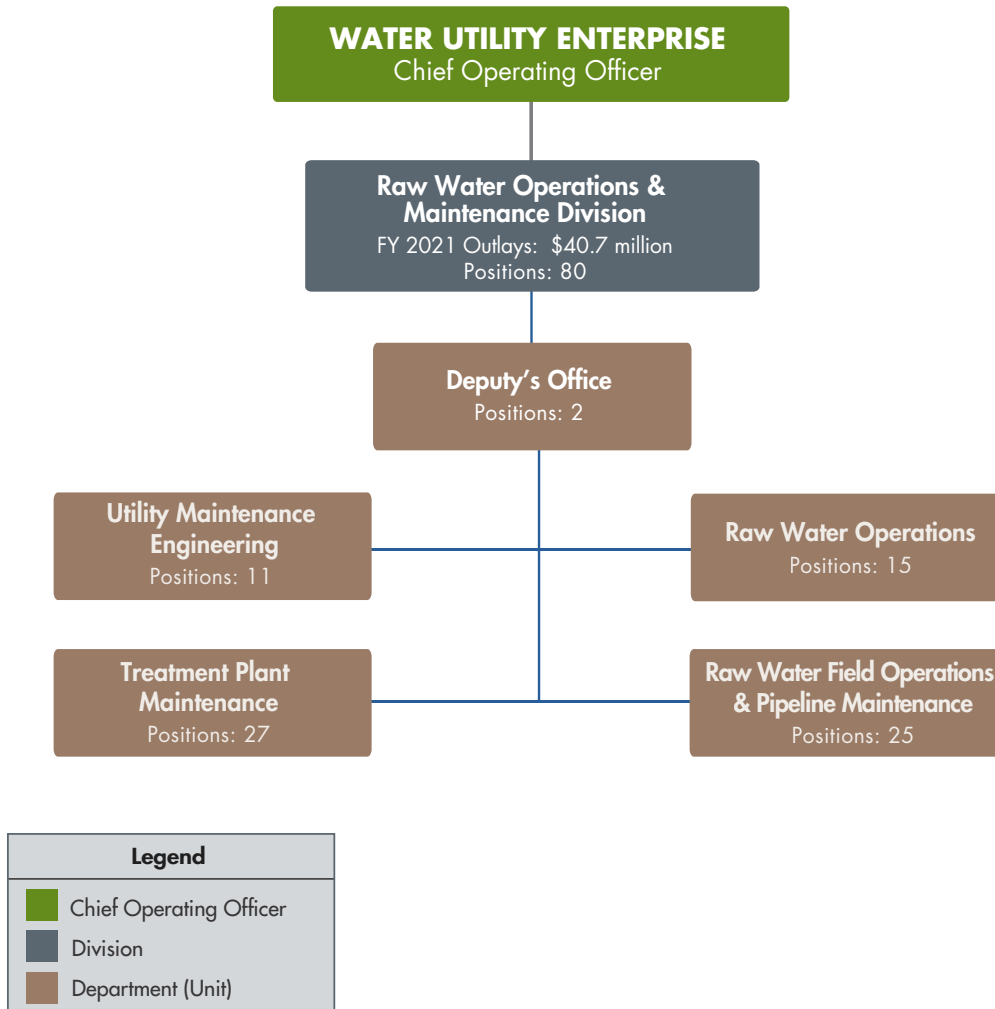 WATER UTILITY ENTERPRISE
Chief Operating Officer
Raw Water Operations &
Maintenance Division
FY 2021 Outlays: $40.7 million
Positions: 80
Deputy’s Office
Positions: 2
Utility Maintenance
Engineering
Positions: 11
Raw Water Operations
Positions: 15
Treatment Plant
Maintenance
Positions: 27
Raw Water Field Operations
& Pipeline Maintenance
Positions: 25
Legend
Chief Operating Officer
Division
Department (Unit)